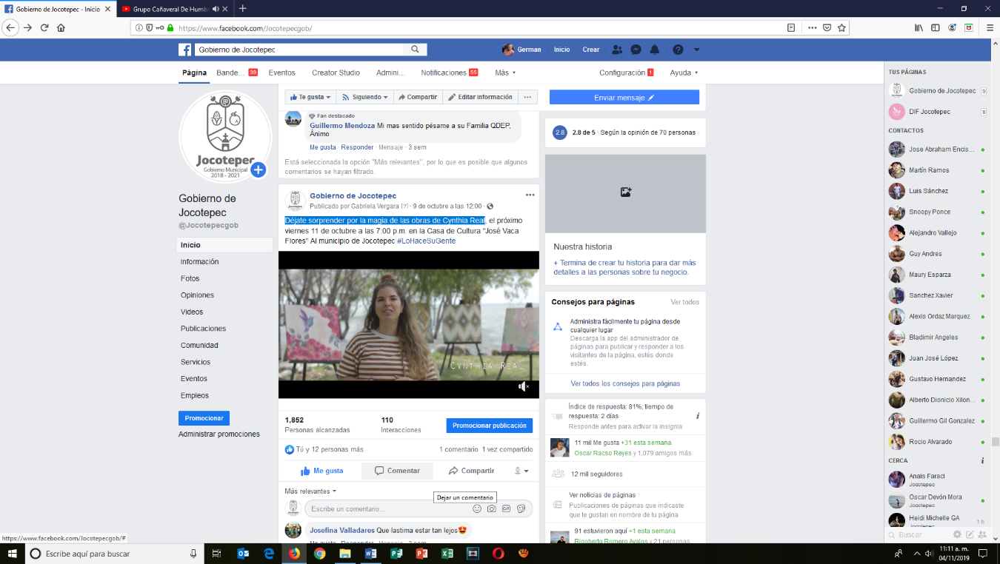 Gobierno de Jocotepec - Inicio
Grupo Cañaveral De Humb
https://www.facebook.com/Jocotepecgob/
Gobierno de Jocotepec
German
Inicio
Crear
?
Página
Bande... 39
Eventos
Creator Studio
Admini...
Notificaciones 55
Más
Configuración 1
Ayuda
Jocotepec
Gobierno Municipal
2018 - 2021
Gobierno de
Jocotepec
@Jocotepecgob
Inicio
Información
Fotos
Opiniones
Videos
Publicaciones
Comunidad
Servicios
Eventos
Empleos
Promocionar
Administrar promociones
Te gusta
Siguiendo
Compartir
Editar información
Fan destacado
Guillermo Mendoza Mi mas sentido pésame a su Familia QDEP,
Ánimo
Me gusta · Responder · Mensaje · 3 sem
Está seleccionada la opción "Más relevantes", por lo que es posible que algunos
comentarios se hayan filtrado.
Gobierno de Jocotepec
Publicado por Gabriela Vergara [?] · 9 de octubre a las 12:00 ·
Déjate sorprender por la magia de las obras de Cynthia Real, el próximo
viernes 11 de octubre a las 7:00 p.m. en la Casa de Cultura "José Vaca
Flores" Al municipio de Jocotepec #LoHaceSuGente
CYNTHIA REAL
1,852
Personas alcanzadas
110
Interacciones
Promocionar publicación
Tú y 12 personas más
1 comentario 1 vez compartido
Me gusta
Comentar
Compartir
Más relevantes
Dejar un comentario
Escribe un comentario...
GIF
Josefina Valladares Que lastima estar tan lejos
Me gusta · Responder · Mensaje · 3 sem
Enviar mensaje
2.8
2.8 de 5 · Según la opinión de 70 personas
Nuestra historia
+ Termina de crear tu historia para dar más
detalles a las personas sobre tu negocio.
Consejos para páginas
Ver todos
Administra fácilmente tu página desde
cualquier lugar
Descarga la app del administrador de
páginas para publicar y responder a los
visitantes de la página, estés donde
estés.
Ver todos los consejos para páginas
Índice de respuesta: 81%; tiempo de
respuesta: 2 días
Responde antes para activar la insignia
11 mil Me gusta +31 esta semana
Oscar Racso Reyes y 1,079 amigos más
12 mil seguidores
Ver noticias de páginas
Publicaciones de páginas que indicaste
que te gustan en nombre de tu página
91 estuvieron aquí +1 esta semana
Rigoberto Romero Avalos y 21 personas
TUS PÁGINAS
Gobierno de Jocotepec 9
DIF Jocotepec 9
CONTACTOS
Jose Abraham Encis...
Martín Ramos
Luis Sánchez
Snoopy Ponce
Alejandro Vallejo
Guy Andres
Maury Esparza
Sanchez Xavier
Alexis Ordaz Marquez
Bladimir Angeles
Juan José López
Gustavo Hernandez
Alberto Dionicio Xilon...
Guillermo Gil Gonzalez
Rocio Alvarado
CERCA
Anais Faraci
Jocotepec
Oscar Devón Mora
Jocotepec
Heidi Michelle GA 1 h
Jocotepec
Buscar
https://www.facebook.com/Jocotepecgob/#
Escribe aquí para buscar
11:11 a. m.
04/11/2019